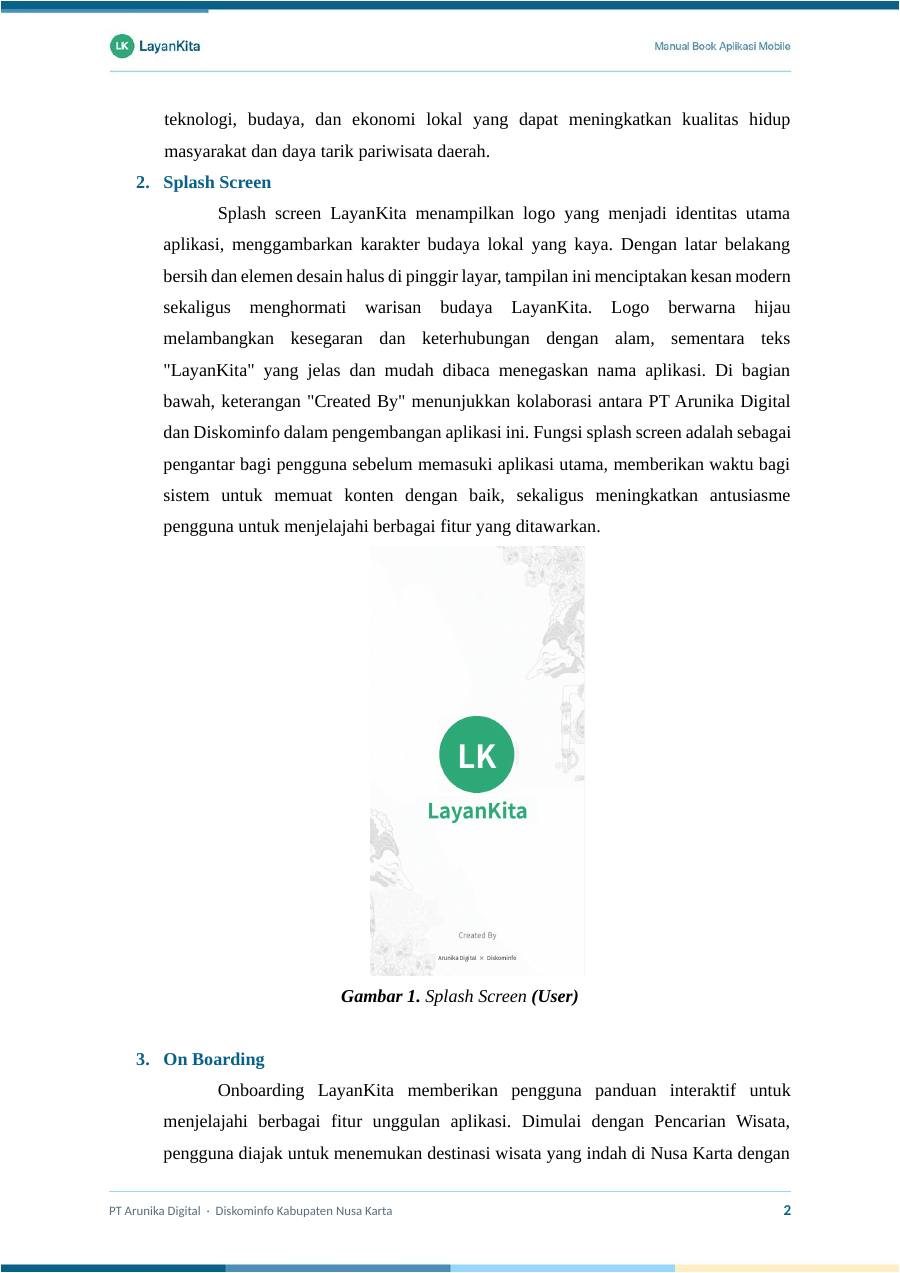 LK LayanKita
Manual Book Aplikasi Mobile
teknologi, budaya, dan ekonomi lokal yang dapat meningkatkan kualitas hidup
masyarakat dan daya tarik pariwisata daerah.
2. Splash Screen
Splash screen LayanKita menampilkan logo yang menjadi identitas utama
aplikasi, menggambarkan karakter budaya lokal yang kaya. Dengan latar belakang
bersih dan elemen desain halus di pinggir layar, tampilan ini menciptakan kesan modern
sekaligus menghormati warisan budaya LayanKita. Logo berwarna hijau
melambangkan kesegaran dan keterhubungan dengan alam, sementara teks
"LayanKita" yang jelas dan mudah dibaca menegaskan nama aplikasi. Di bagian
bawah, keterangan "Created By" menunjukkan kolaborasi antara PT Arunika Digital
dan Diskominfo dalam pengembangan aplikasi ini. Fungsi splash screen adalah sebagai
pengantar bagi pengguna sebelum memasuki aplikasi utama, memberikan waktu bagi
sistem untuk memuat konten dengan baik, sekaligus meningkatkan antusiasme
pengguna untuk menjelajahi berbagai fitur yang ditawarkan.
LK
LayanKita
Created By
Arunika Digital × Diskominfo
Gambar 1. Splash Screen (User)
3. On Boarding
Onboarding LayanKita memberikan pengguna panduan interaktif untuk
menjelajahi berbagai fitur unggulan aplikasi. Dimulai dengan Pencarian Wisata,
pengguna diajak untuk menemukan destinasi wisata yang indah di Nusa Karta dengan
PT Arunika Digital · Diskominfo Kabupaten Nusa Karta
2